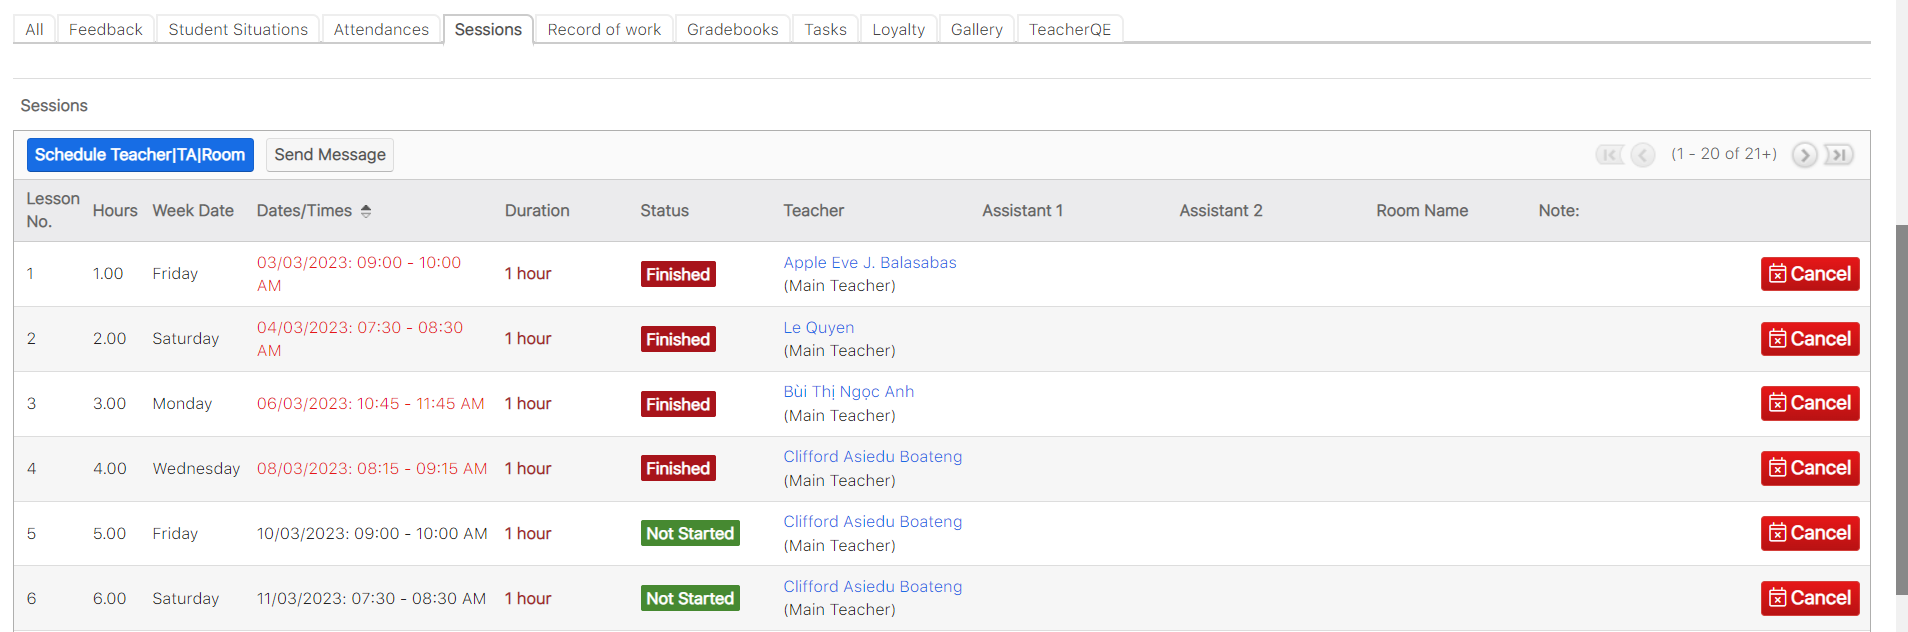 All Feedback Student Situations Attendances Sessions Record of work Gradebooks Tasks Loyalty Gallery TeacherQE
Sessions
Schedule Teacher|TA|Room Send Message (1 - 20 of 21+)
Lesson No. Hours Week Date Dates/Times Duration Status Teacher Assistant 1 Assistant 2 Room Name Note:
1 1.00 Friday 03/03/2023: 09:00 - 10:00 AM 1 hour Finished Apple Eve J. Balasabas (Main Teacher) Cancel
2 2.00 Saturday 04/03/2023: 07:30 - 08:30 AM 1 hour Finished Le Quyen (Main Teacher) Cancel
3 3.00 Monday 06/03/2023: 10:45 - 11:45 AM 1 hour Finished Bùi Thị Ngọc Anh (Main Teacher) Cancel
4 4.00 Wednesday 08/03/2023: 08:15 - 09:15 AM 1 hour Finished Clifford Asiedu Boateng (Main Teacher) Cancel
5 5.00 Friday 10/03/2023: 09:00 - 10:00 AM 1 hour Not Started Clifford Asiedu Boateng (Main Teacher) Cancel
6 6.00 Saturday 11/03/2023: 07:30 - 08:30 AM 1 hour Not Started Clifford Asiedu Boateng (Main Teacher) Cancel